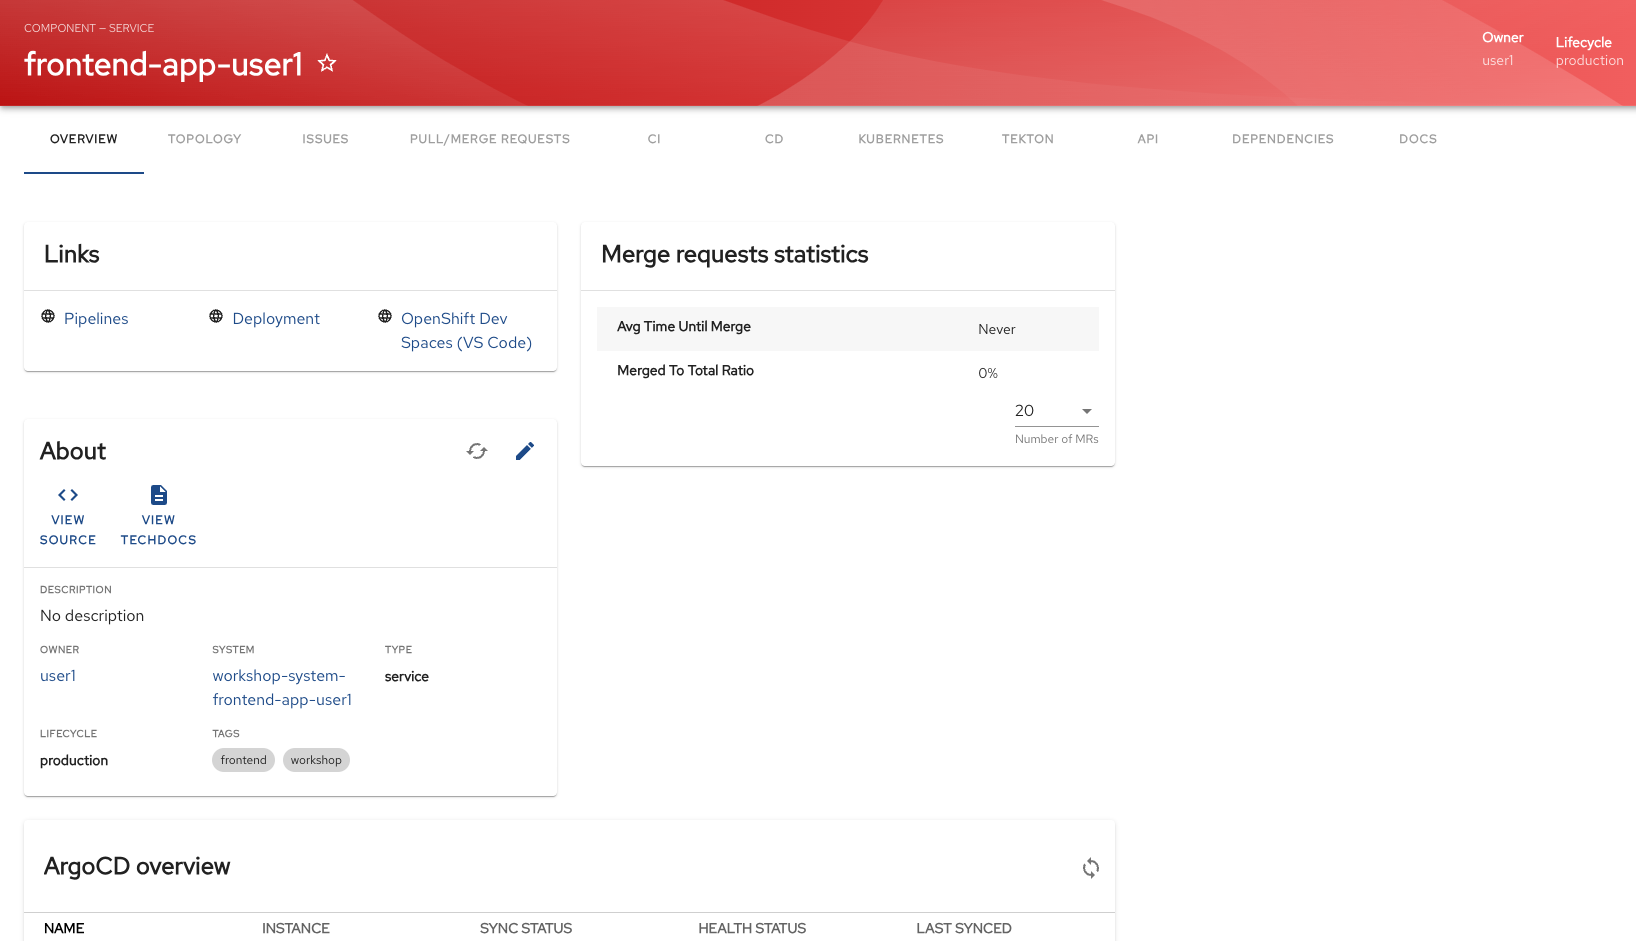 COMPONENT — SERVICE
frontend-app-user1
Owner
user1
Lifecycle
production
OVERVIEW
TOPOLOGY
ISSUES
PULL/MERGE REQUESTS
CI
CD
KUBERNETES
TEKTON
API
DEPENDENCIES
DOCS
Links
Pipelines
Deployment
OpenShift Dev
Spaces (VS Code)
Merge requests statistics
Avg Time Until Merge
Never
Merged To Total Ratio
0%
20
Number of MRs
About
VIEW
SOURCE
VIEW
TECHDOCS
DESCRIPTION
No description
OWNER
user1
SYSTEM
workshop-system-
frontend-app-user1
TYPE
service
LIFECYCLE
production
TAGS
frontend
workshop
ArgoCD overview
NAME
INSTANCE
SYNC STATUS
HEALTH STATUS
LAST SYNCED